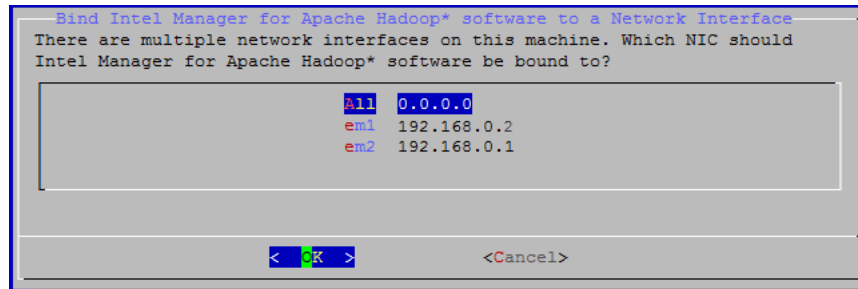 Bind Intel Manager for Apache Hadoop* software to a Network Interface
There are multiple network interfaces on this machine. Which NIC should
Intel Manager for Apache Hadoop* software be bound to?
All 0.0.0.0
em1 192.168.0.2
em2 192.168.0.1
< OK > <Cancel>